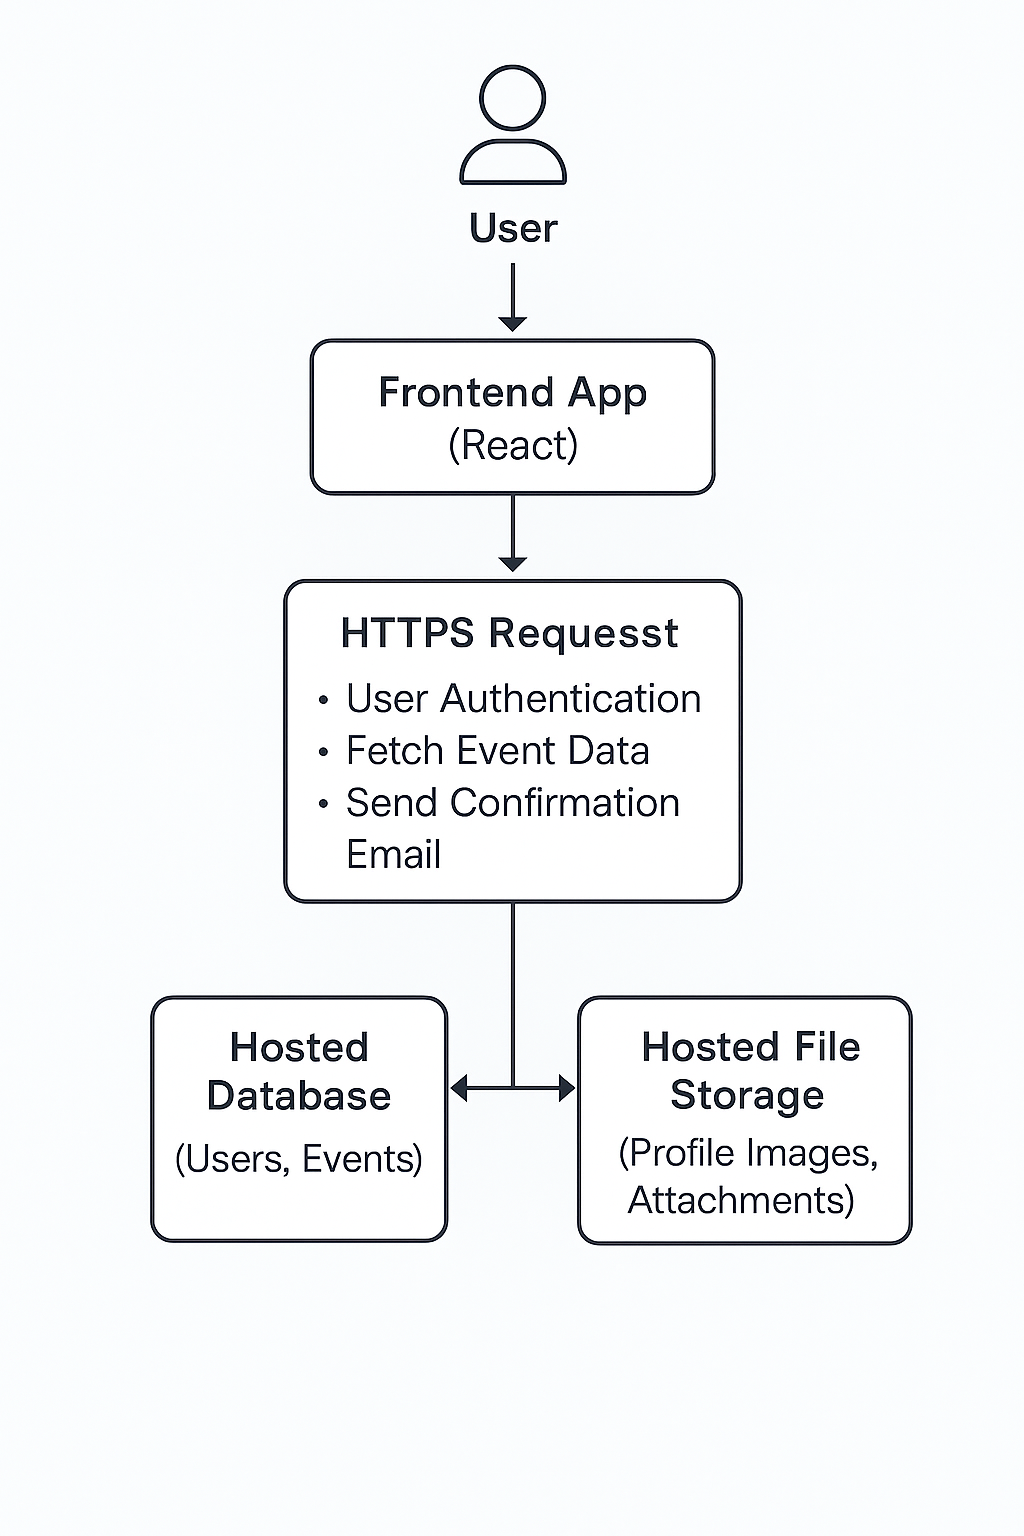 User
Frontend App
(React)
HTTPS Requesst
• User Authentication
• Fetch Event Data
• Send Confirmation
Email
Hosted
Database
(Users, Events)
Hosted File
Storage
(Profile Images,
Attachments)